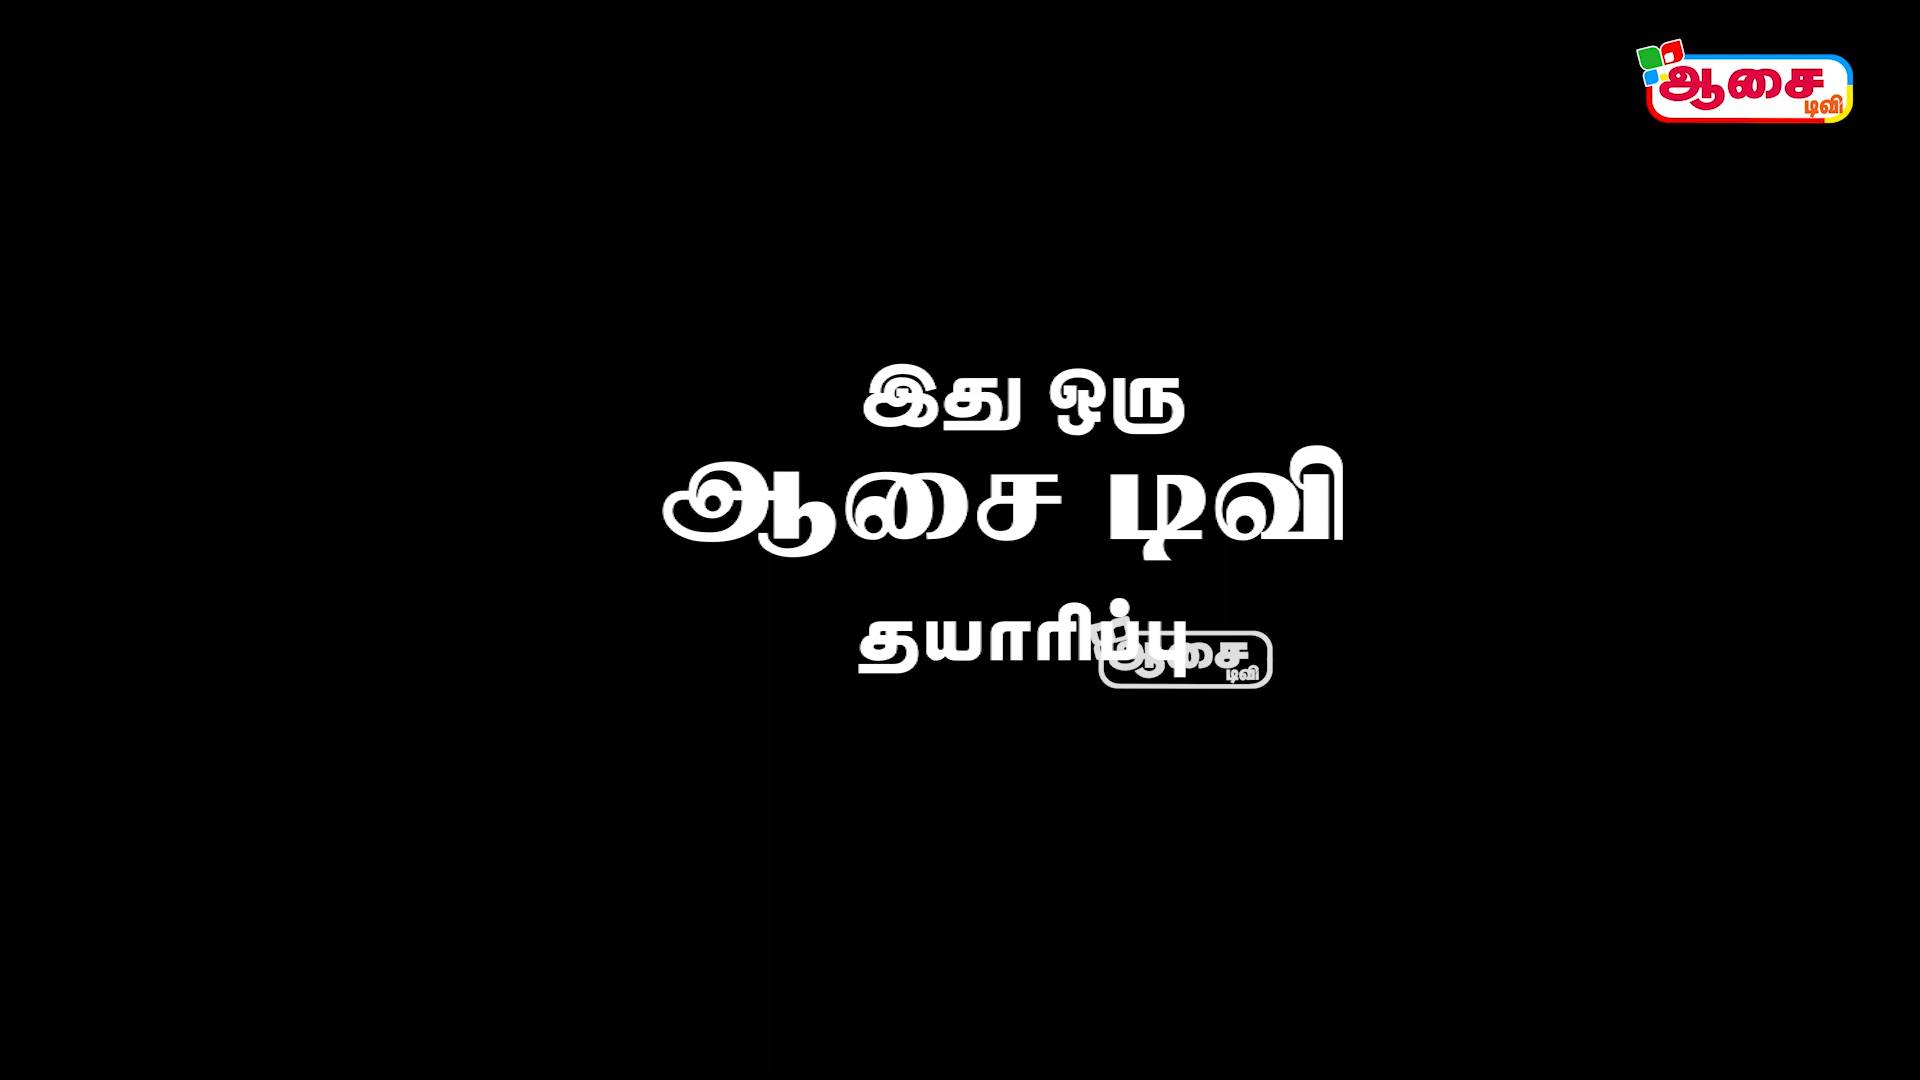 ஆசை
டிவி
இது ஒரு
ஆசை டிவி
தயாரிப்பு
ஆசை
டிவி